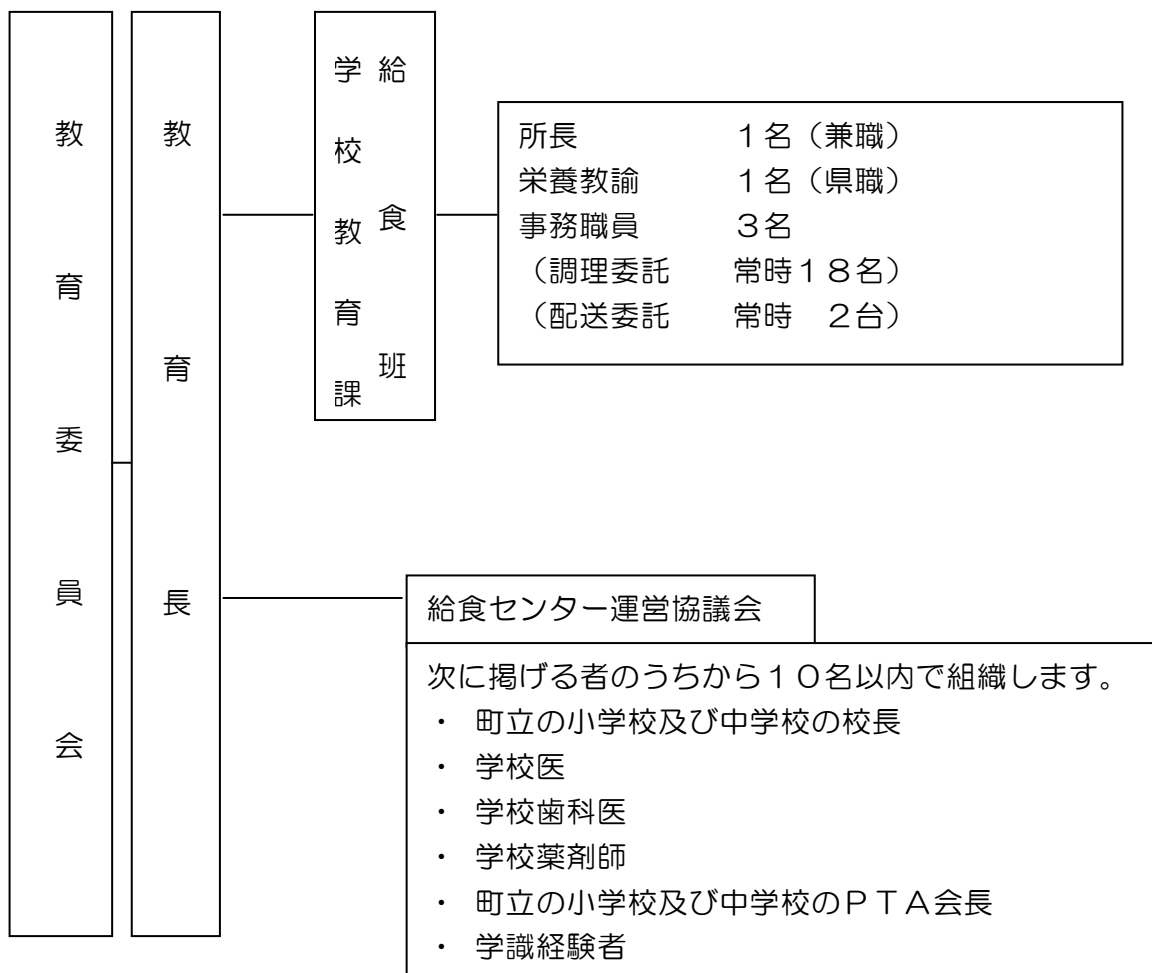 教育委員会
教育長
学校教育課
給食班
所長　　　　１名（兼職）
栄養教諭　　１名（県職）
事務職員　　３名
（調理委託　　常時１８名）
（配送委託　　常時　２台）
給食センター運営協議会
次に掲げる者のうちから１０名以内で組織します。
・　町立の小学校及び中学校の校長
・　学校医
・　学校歯科医
・　学校薬剤師
・　町立の小学校及び中学校のＰＴＡ会長
・　学識経験者